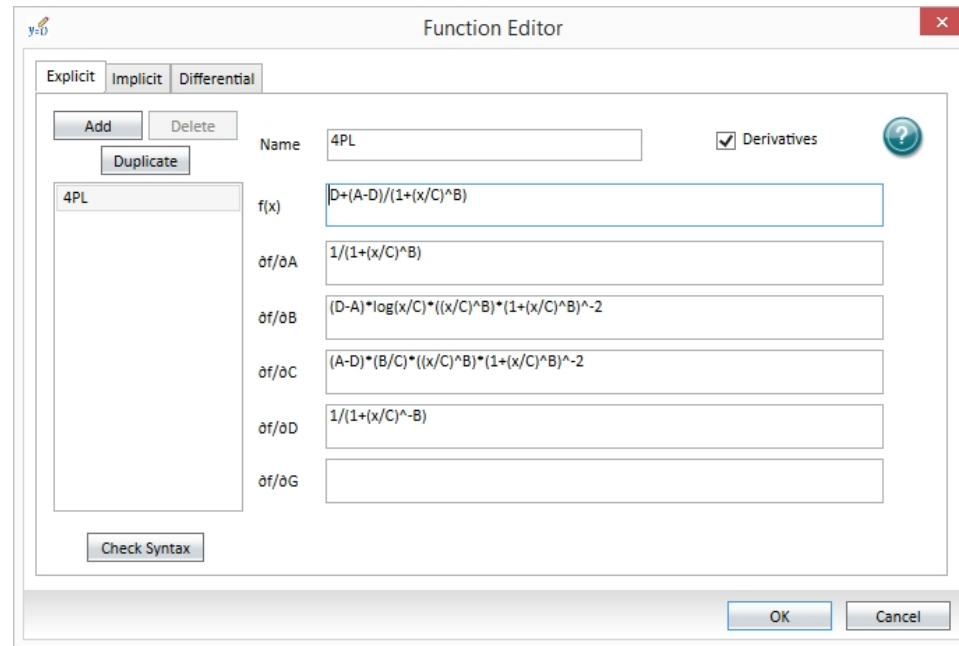 y=
Function Editor
Explicit Implicit Differential
Add Delete
Duplicate
Name 4PL Derivatives ?
4PL
f(x) D+(A-D)/(1+(x/C)^B)
∂f/∂A 1/(1+(x/C)^B)
∂f/∂B (D-A)*log(x/C)*((x/C)^B)*(1+(x/C)^B)^-2
∂f/∂C (A-D)*(B/C)*((x/C)^B)*(1+(x/C)^B)^-2
∂f/∂D 1/(1+(x/C)^-B)
∂f/∂G
Check Syntax
OK Cancel